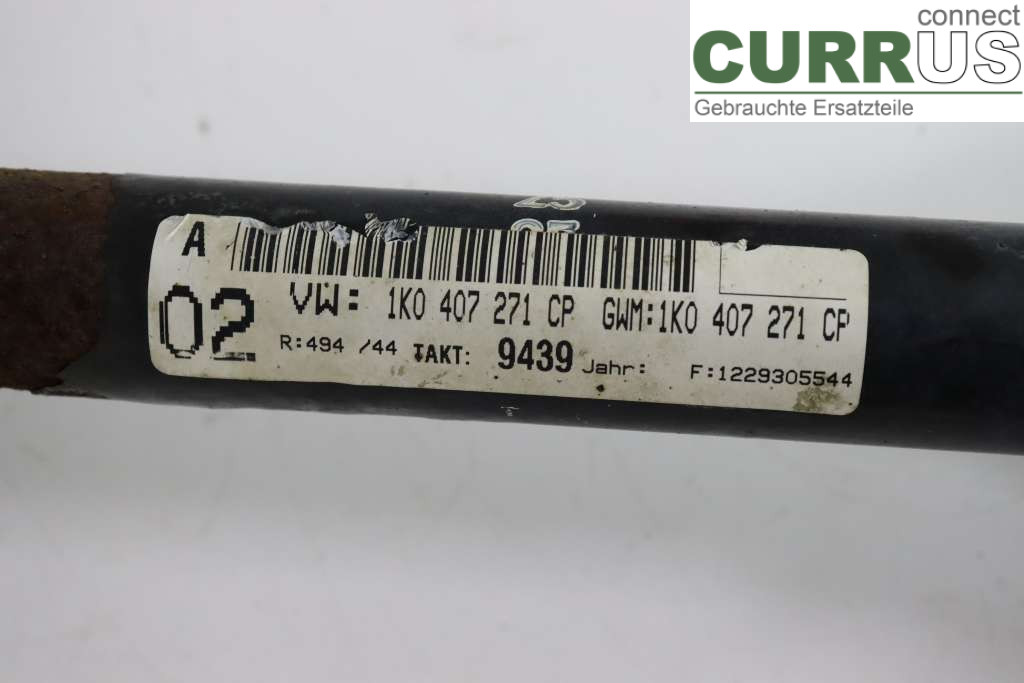 connect
CURRUS
Gebrauchte Ersatzteile
A
02 VW: 1K0 407 271 CP GWM:1K0 407 271 CP
R:494 /44 TAKT: 9439 Jahr: F:1229305544